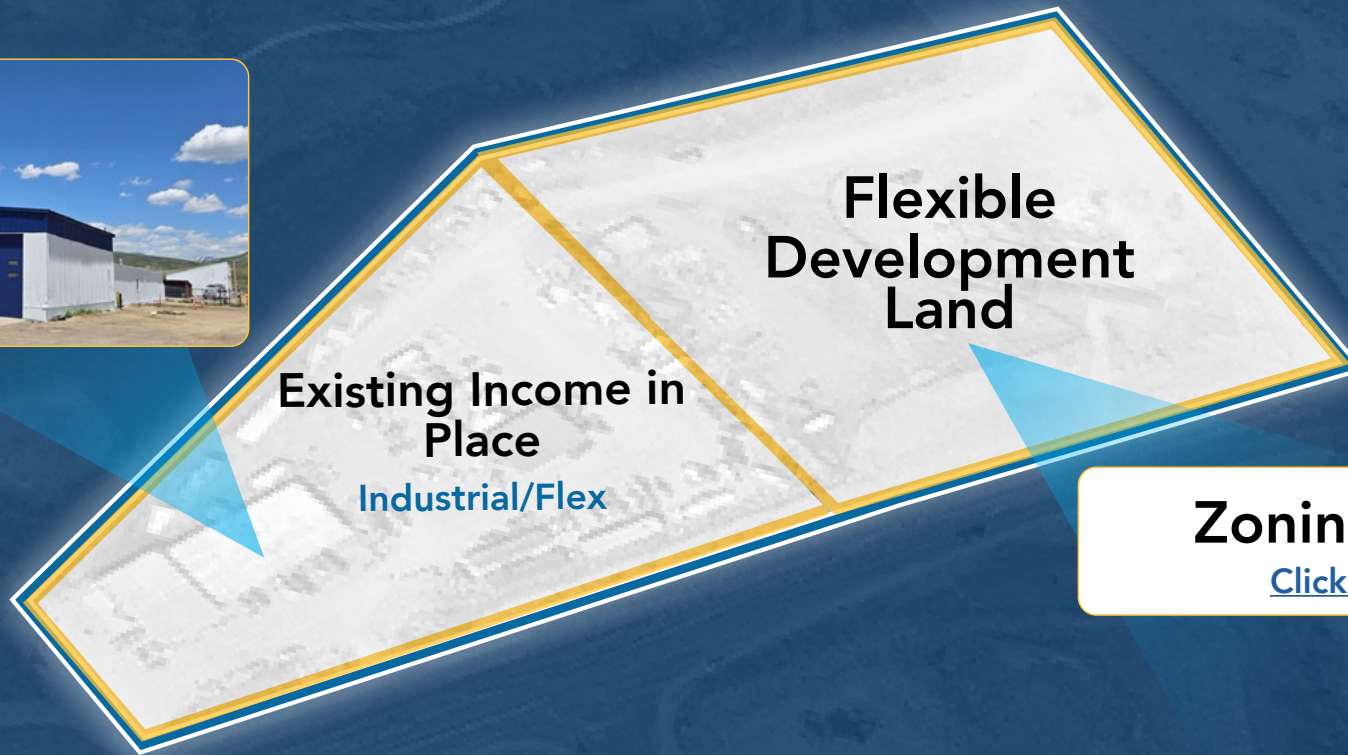 Flexible
Development
Land
Existing Income in
Place
Industrial/Flex
Zonin
Click